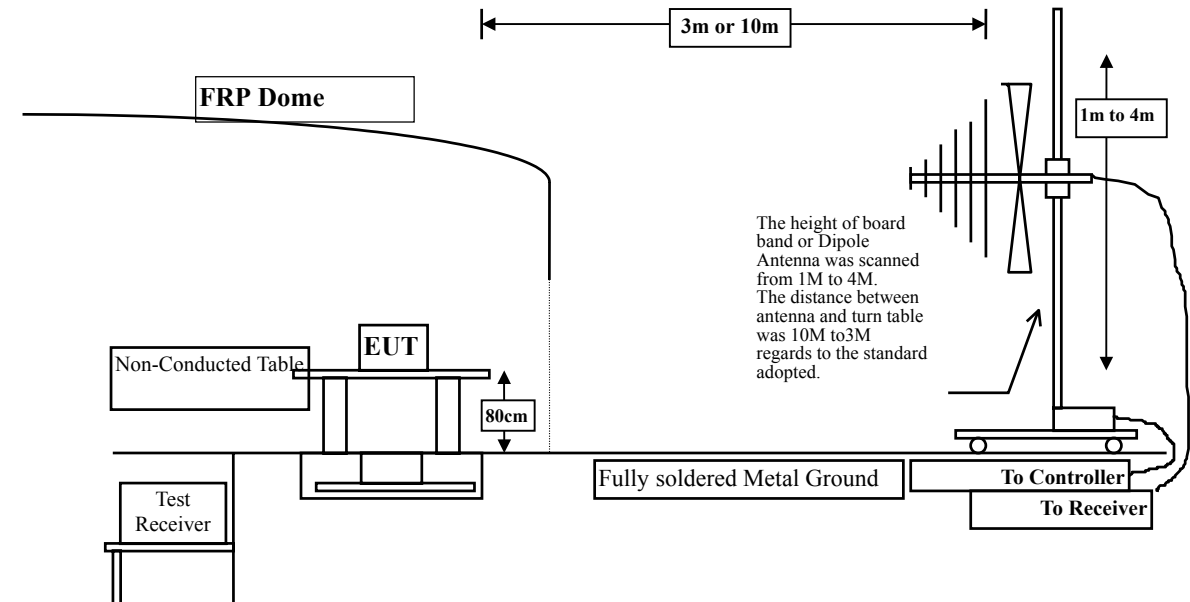 3m or 10m
FRP Dome
1m to 4m
The height of board
band or Dipole
Antenna was scanned
from 1M to 4M.
The distance between
antenna and turn table
was 10M to3M
regards to the standard
adopted.
EUT
Non-Conducted Table
80cm
Fully soldered Metal Ground
To Controller
To Receiver
Test
Receiver